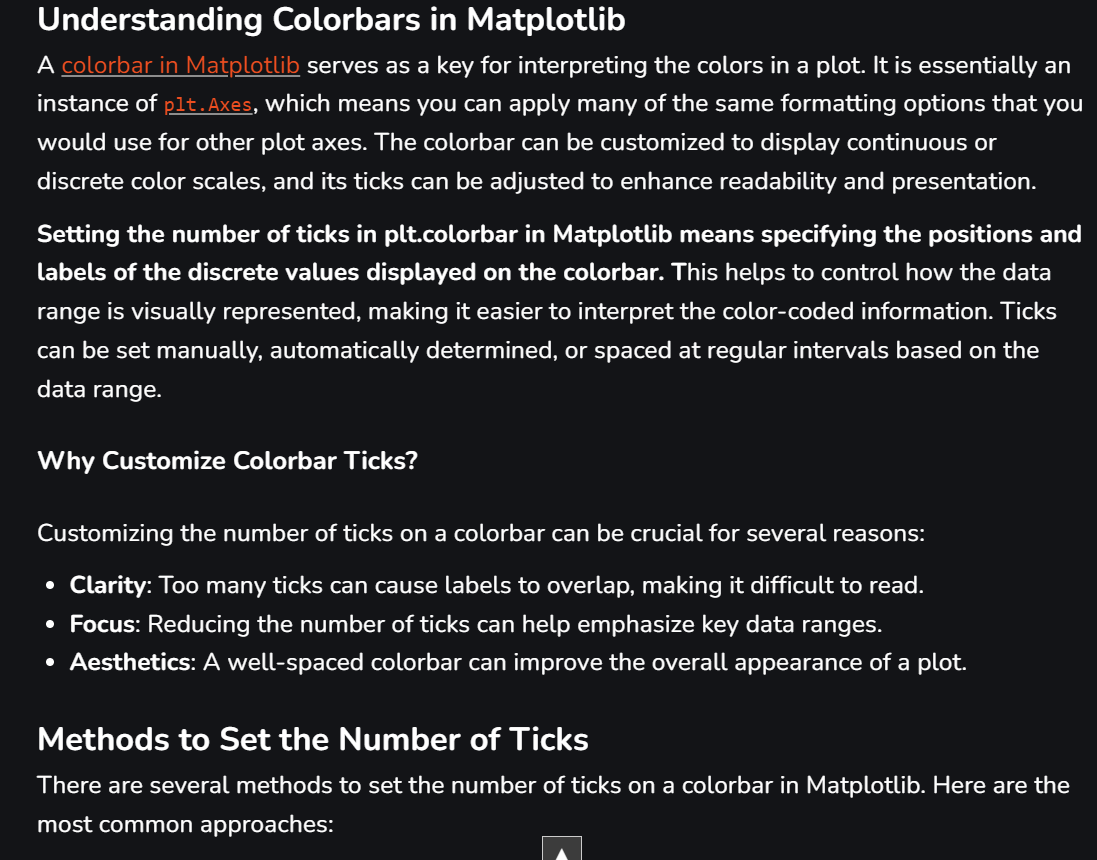 Understanding Colorbars in Matplotlib
A colorbar in Matplotlib serves as a key for interpreting the colors in a plot. It is essentially an
instance of plt.Axes, which means you can apply many of the same formatting options that you
would use for other plot axes. The colorbar can be customized to display continuous or
discrete color scales, and its ticks can be adjusted to enhance readability and presentation.
Setting the number of ticks in plt.colorbar in Matplotlib means specifying the positions and
labels of the discrete values displayed on the colorbar. This helps to control how the data
range is visually represented, making it easier to interpret the color-coded information. Ticks
can be set manually, automatically determined, or spaced at regular intervals based on the
data range.
Why Customize Colorbar Ticks?
Customizing the number of ticks on a colorbar can be crucial for several reasons:
• Clarity: Too many ticks can cause labels to overlap, making it difficult to read.
• Focus: Reducing the number of ticks can help emphasize key data ranges.
• Aesthetics: A well-spaced colorbar can improve the overall appearance of a plot.
Methods to Set the Number of Ticks
There are several methods to set the number of ticks on a colorbar in Matplotlib. Here are the
most common approaches: